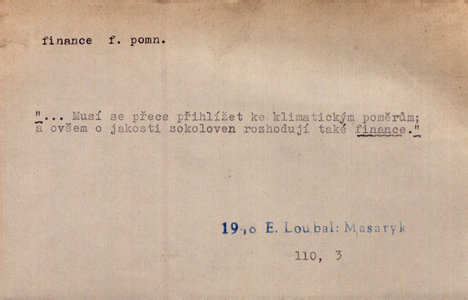 finance f. pomn.
"... Musí se přece přihlížet ke klimatickým poměrům;
a ovšem o jakosti sokoloven rozhodují také finance."
E. Loubal: Masaryk
110, 3